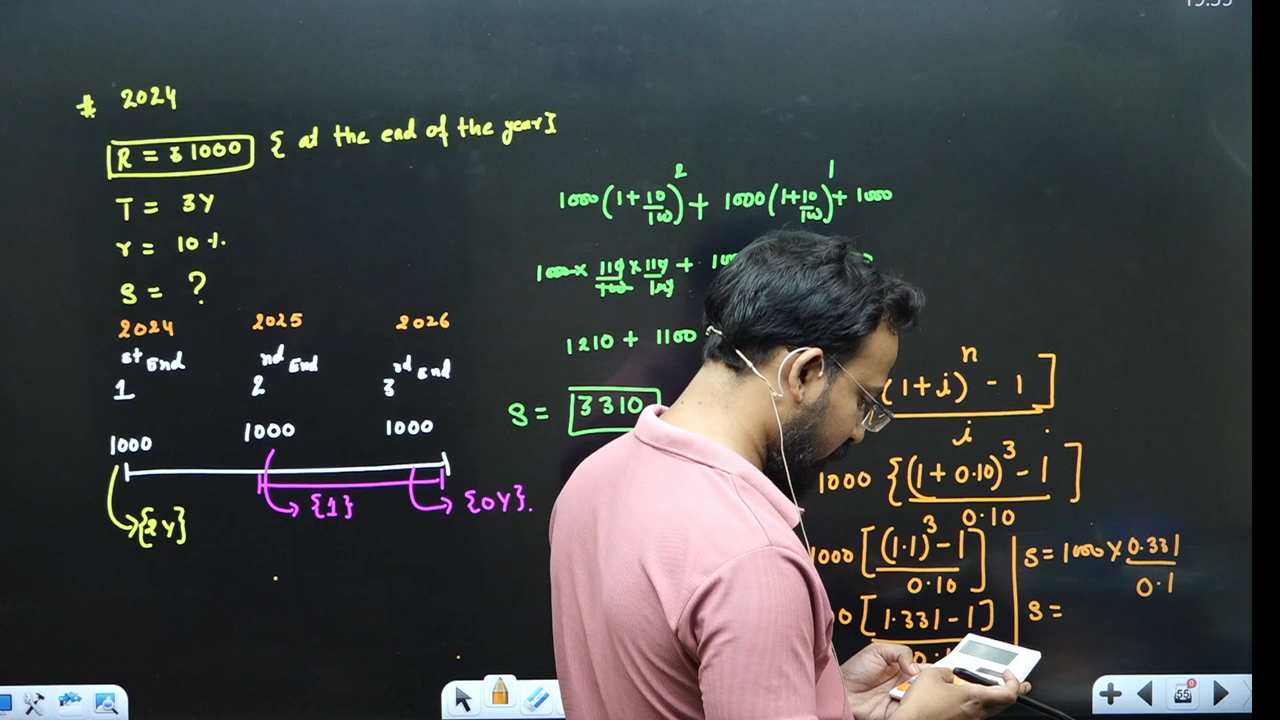 # 2024
R = ₹1000 { at the end of the year}
T = 3Y
r = 10%
S = ?
2024 2025 2026
1st End 2nd End 3rd End
1000 1000 1000
{2Y} {1} {0Y}.
1000(1+10/100)^2 + 1000(1+10/100)^1 + 1000
1000 × 110/100 × 110/100 +
1210 + 1100
S = 3310
(1+i)^n - 1]
i
1000 {(1+0.10)^3 - 1]
0.10
1000 [(1.1)^3 - 1]
0.10
[1.331 - 1]
S = 1000 × 0.331/0.1
S =
55